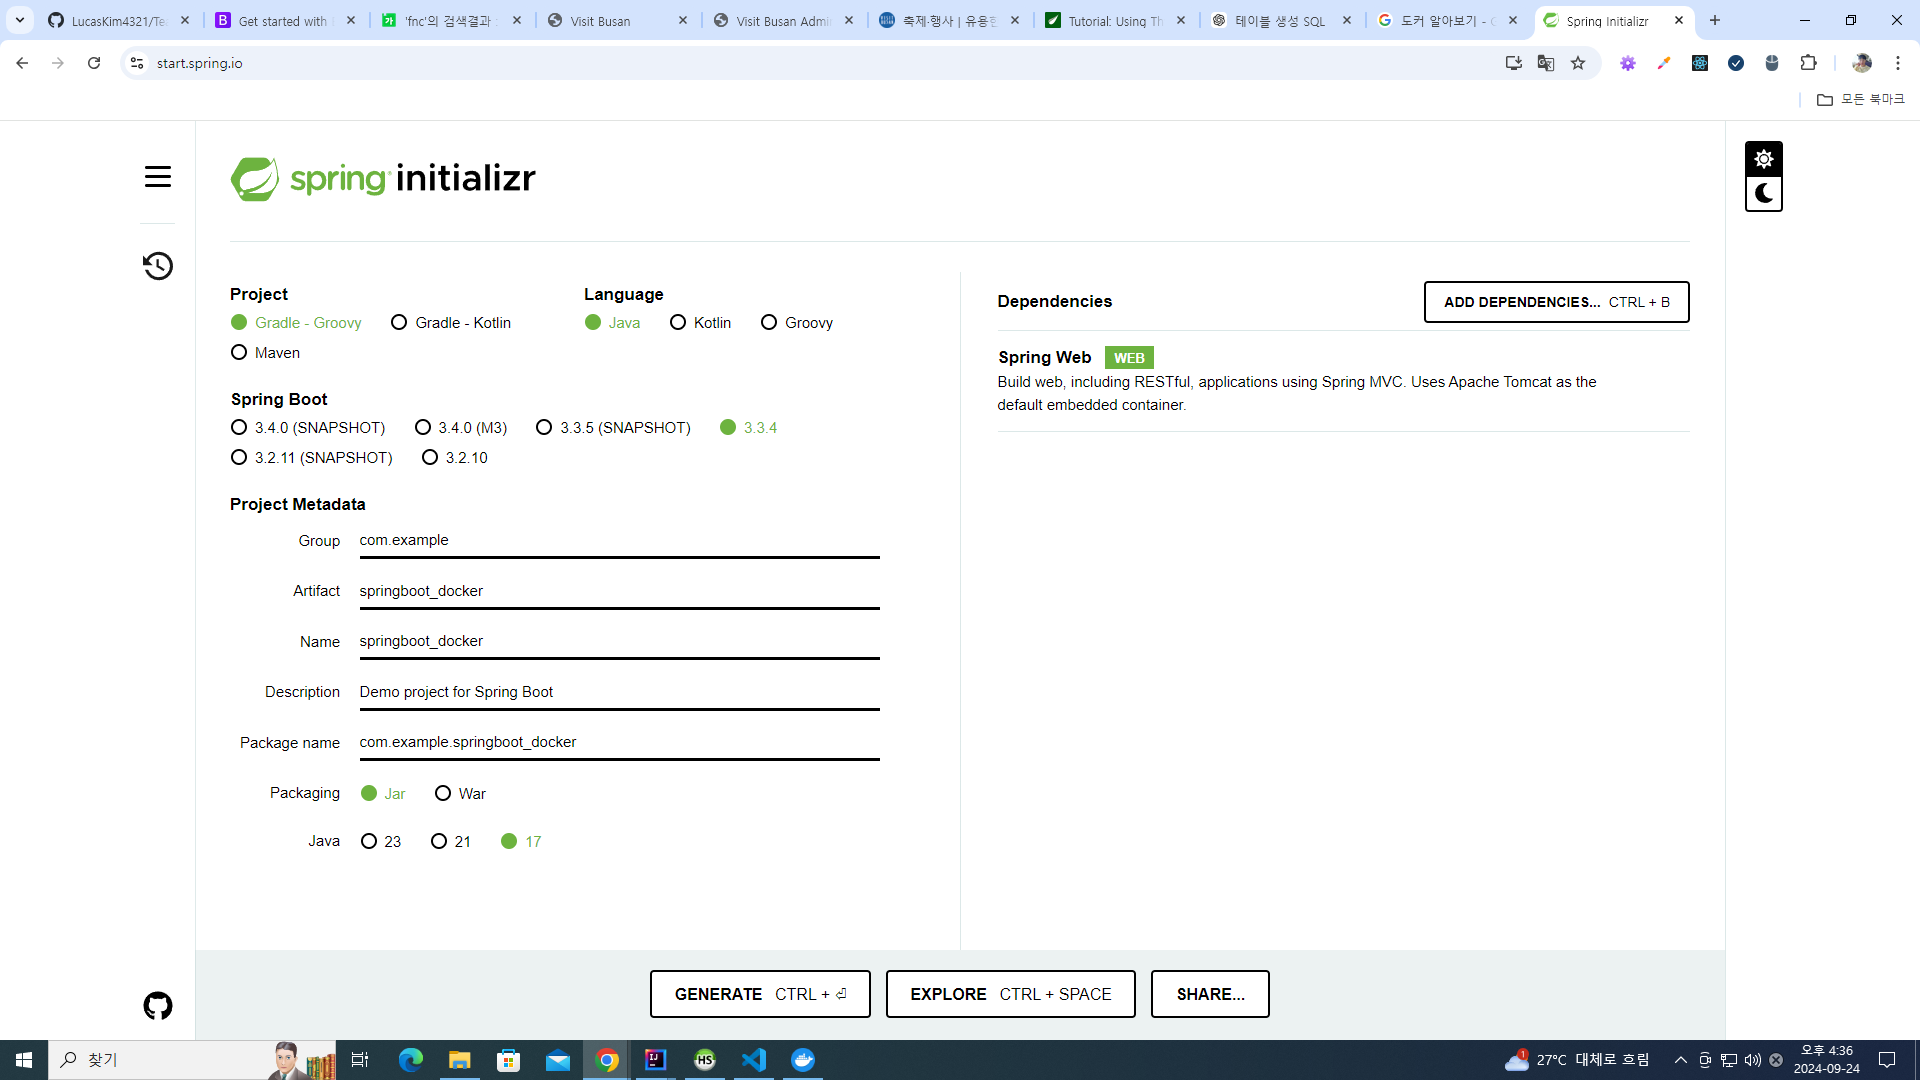 LucasKim4321/Te
Get started with
'fnc'의 검색결과
Visit Busan
Visit Busan Admi
축제·행사 | 유용한
Tutorial: Using Th
테이블 생성 SQL
도커 알아보기 -
Spring Initializr
start.spring.io
모든 북마크
spring initializr
Project
Gradle - Groovy
Gradle - Kotlin
Maven
Language
Java
Kotlin
Groovy
Spring Boot
3.4.0 (SNAPSHOT)
3.4.0 (M3)
3.3.5 (SNAPSHOT)
3.3.4
3.2.11 (SNAPSHOT)
3.2.10
Project Metadata
Group
com.example
Artifact
springboot_docker
Name
springboot_docker
Description
Demo project for Spring Boot
Package name
com.example.springboot_docker
Packaging
Jar
War
Java
23
21
17
Dependencies
ADD DEPENDENCIES... CTRL + B
Spring Web WEB
Build web, including RESTful, applications using Spring MVC. Uses Apache Tomcat as the
default embedded container.
GENERATE CTRL + ⏎
EXPLORE CTRL + SPACE
SHARE...
찾기
27°C 대체로 흐림
오후 4:36
2024-09-24